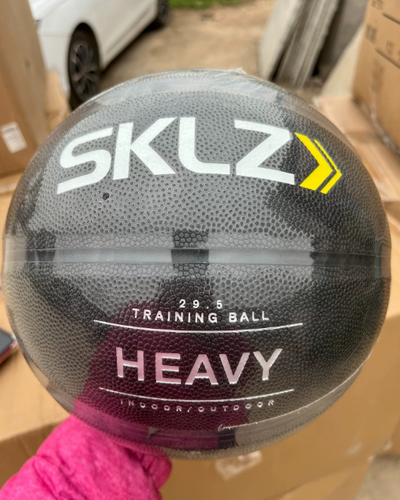 SKLZ
29.5
TRAINING BALL
HEAVY
INDOOR/OUTDOOR